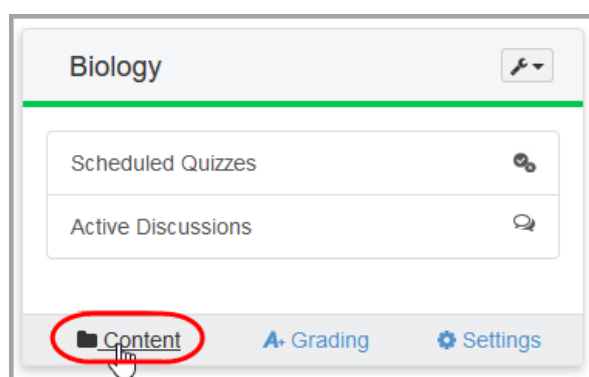 Biology
Scheduled Quizzes
Active Discussions
Content A+ Grading Settings